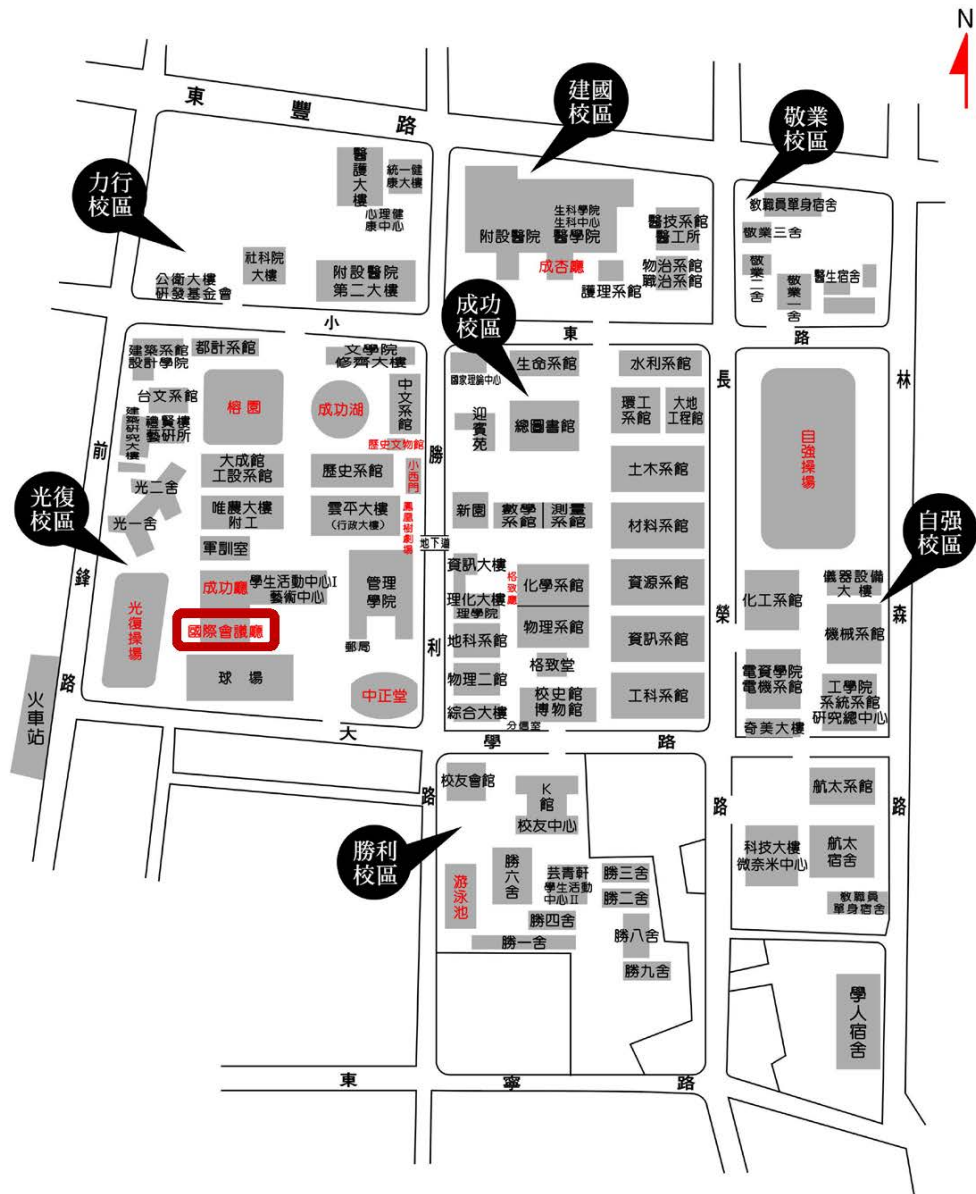 N
東豐路
建國
校區
敬業
校區
力行
校區
醫護大樓
統一健
康大樓
心理健
康中心
社科院
大樓
公衛大樓
研發基金會
附設醫院
第二大樓
生科學院
生科中心
附設醫院
醫學院
成杏廳
護理系館
醫技系館
醫工所
物治系館
職治系館
教職員單身宿舍
敬業三舍
敬業二舍
敬業一舍
醫生宿舍
成功
校區
小東路
建築系館
設計學院
都計系館
文學院
修齊大樓
台文系館
榕園
成功湖
中文系館
建築研究大樓
禮賢樓
藝研所
歷史文物館
小西門
大成館
工設系館
歷史系館
光二舍
光一舍
唯農大樓
附工
雲平大樓
(行政大樓)
鳳凰樹劇場
光復
校區
軍訓室
成功廳
學生活動中心I
藝術中心
管理
學院
地下道
光復操場
國際會議廳
郵局
球場
中正堂
前鋒路
火車站
勝利路
國家理論中心
生命系館
水利系館
迎賓苑
總圖書館
環工
系館
大地
工程館
土木系館
新園
數學
系館
測量
系館
材料系館
資訊大樓
格致廳
化學系館
資源系館
理化大樓
理學院
地科系館
物理系館
資訊系館
物理二館
格致堂
綜合大樓
校史館
博物館
工科系館
分信室
長榮路
自強操場
自强
校區
化工系館
儀器設備
大樓
機械系館
電資學院
電機系館
工學院
系統系館
研究總中心
奇美大樓
林森路
大學路
校友會館
K
館
校友中心
勝利
校區
游泳池
勝六舍
芸青軒
學生活動
中心II
勝三舍
勝二舍
勝四舍
勝一舍
勝八舍
勝九舍
航太系館
科技大樓
微奈米中心
航太
宿舍
教職員
單身宿舍
學人宿舍
東寧路